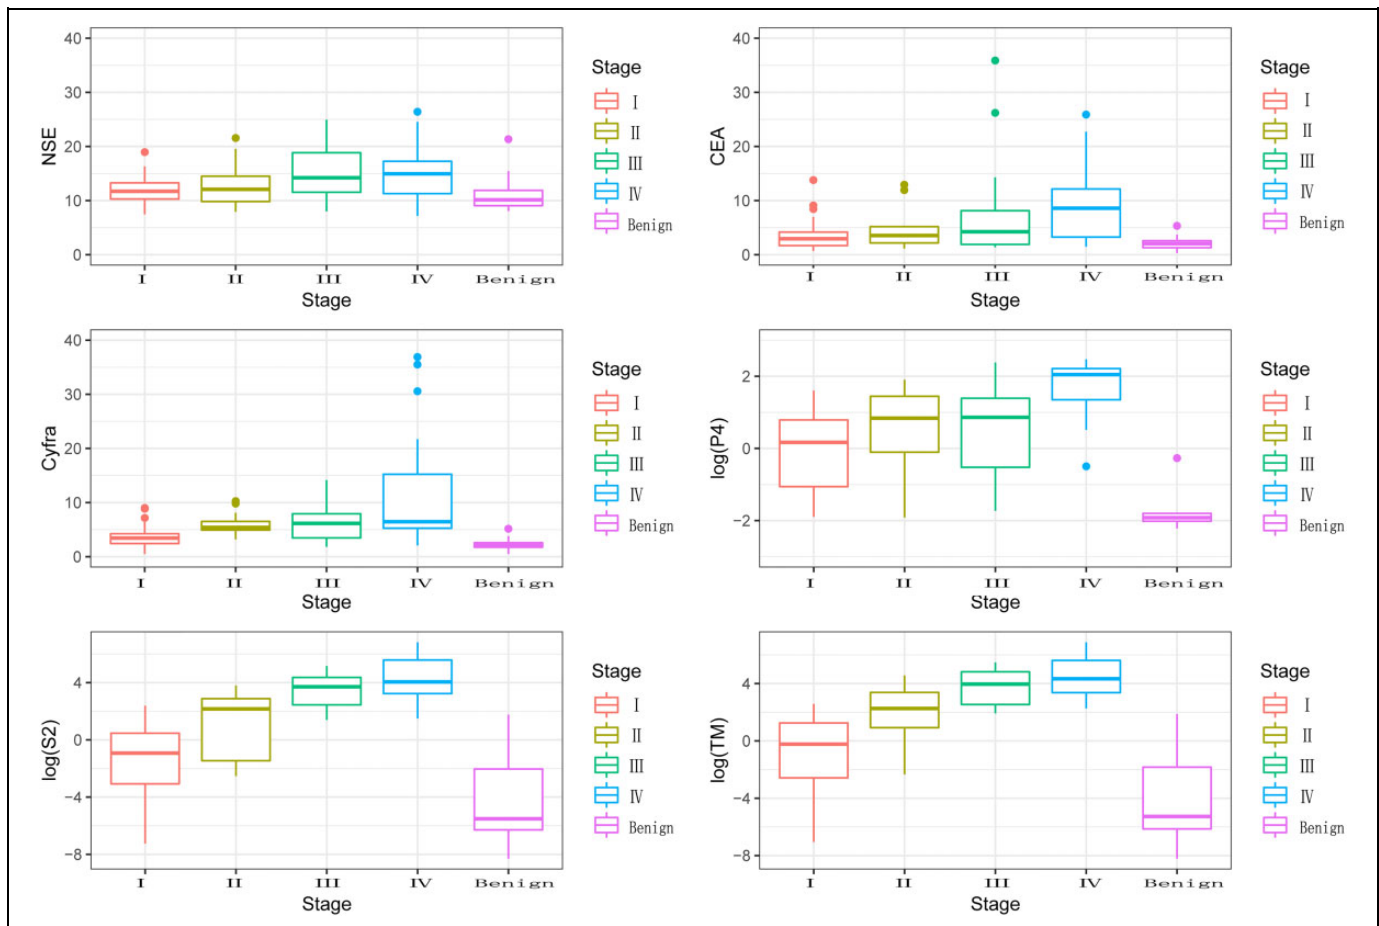 40
30
20
10
0
NSE
I II III IV Benign
Stage
Stage
I
II
III
IV
Benign
40
30
20
10
0
CEA
I II III IV Benign
Stage
Stage
I
II
III
IV
Benign
40
30
20
10
0
Cyfra
I II III IV Benign
Stage
Stage
I
II
III
IV
Benign
2
0
−2
log(P4)
I II III IV Benign
Stage
Stage
I
II
III
IV
Benign
4
0
−4
−8
log(S2)
I II III IV Benign
Stage
Stage
I
II
III
IV
Benign
4
0
−4
−8
log(TM)
I II III IV Benign
Stage
Stage
I
II
III
IV
Benign